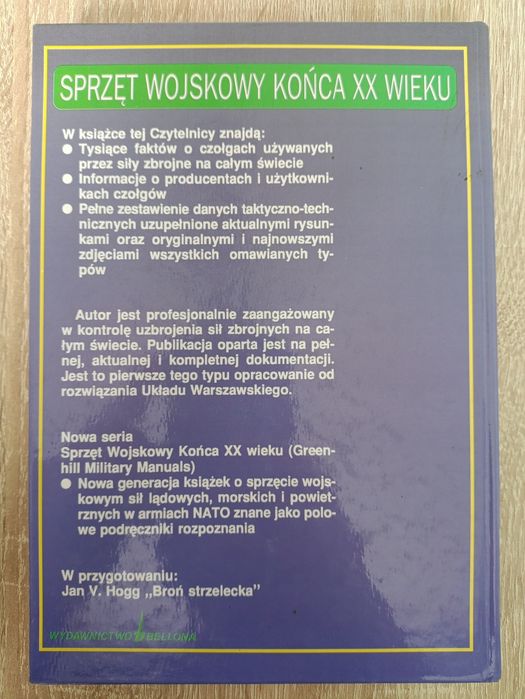 SPRZĘT WOJSKOWY KOŃCA XX WIEKU
W książce tej Czytelnicy znajdą:
● Tysiące faktów o czołgach używanych
przez siły zbrojne na całym świecie
● Informacje o producentach i użytkowni-
kach czołgów
● Pełne zestawienie danych taktyczno-tech-
nicznych uzupełnione aktualnymi rysun-
kami oraz oryginalnymi i najnowszymi
zdjęciami wszystkich omawianych ty-
pów
Autor jest profesjonalnie zaangażowany
w kontrolę uzbrojenia sił zbrojnych na ca-
łym świecie. Publikacja oparta jest na peł-
nej, aktualnej i kompletnej dokumentacji.
Jest to pierwsze tego typu opracowanie od
rozwiązania Układu Warszawskiego.
Nowa seria
Sprzęt Wojskowy Końca XX wieku (Green-
hill Military Manuals)
● Nowa generacja książek o sprzęcie wojs-
kowym sił lądowych, morskich i powiet-
rznych w armiach NATO znane jako polo-
we podręczniki rozpoznania
W przygotowaniu:
Jan V. Hogg ,,Broń strzelecka"
WYDAWNICTWO BELLONA